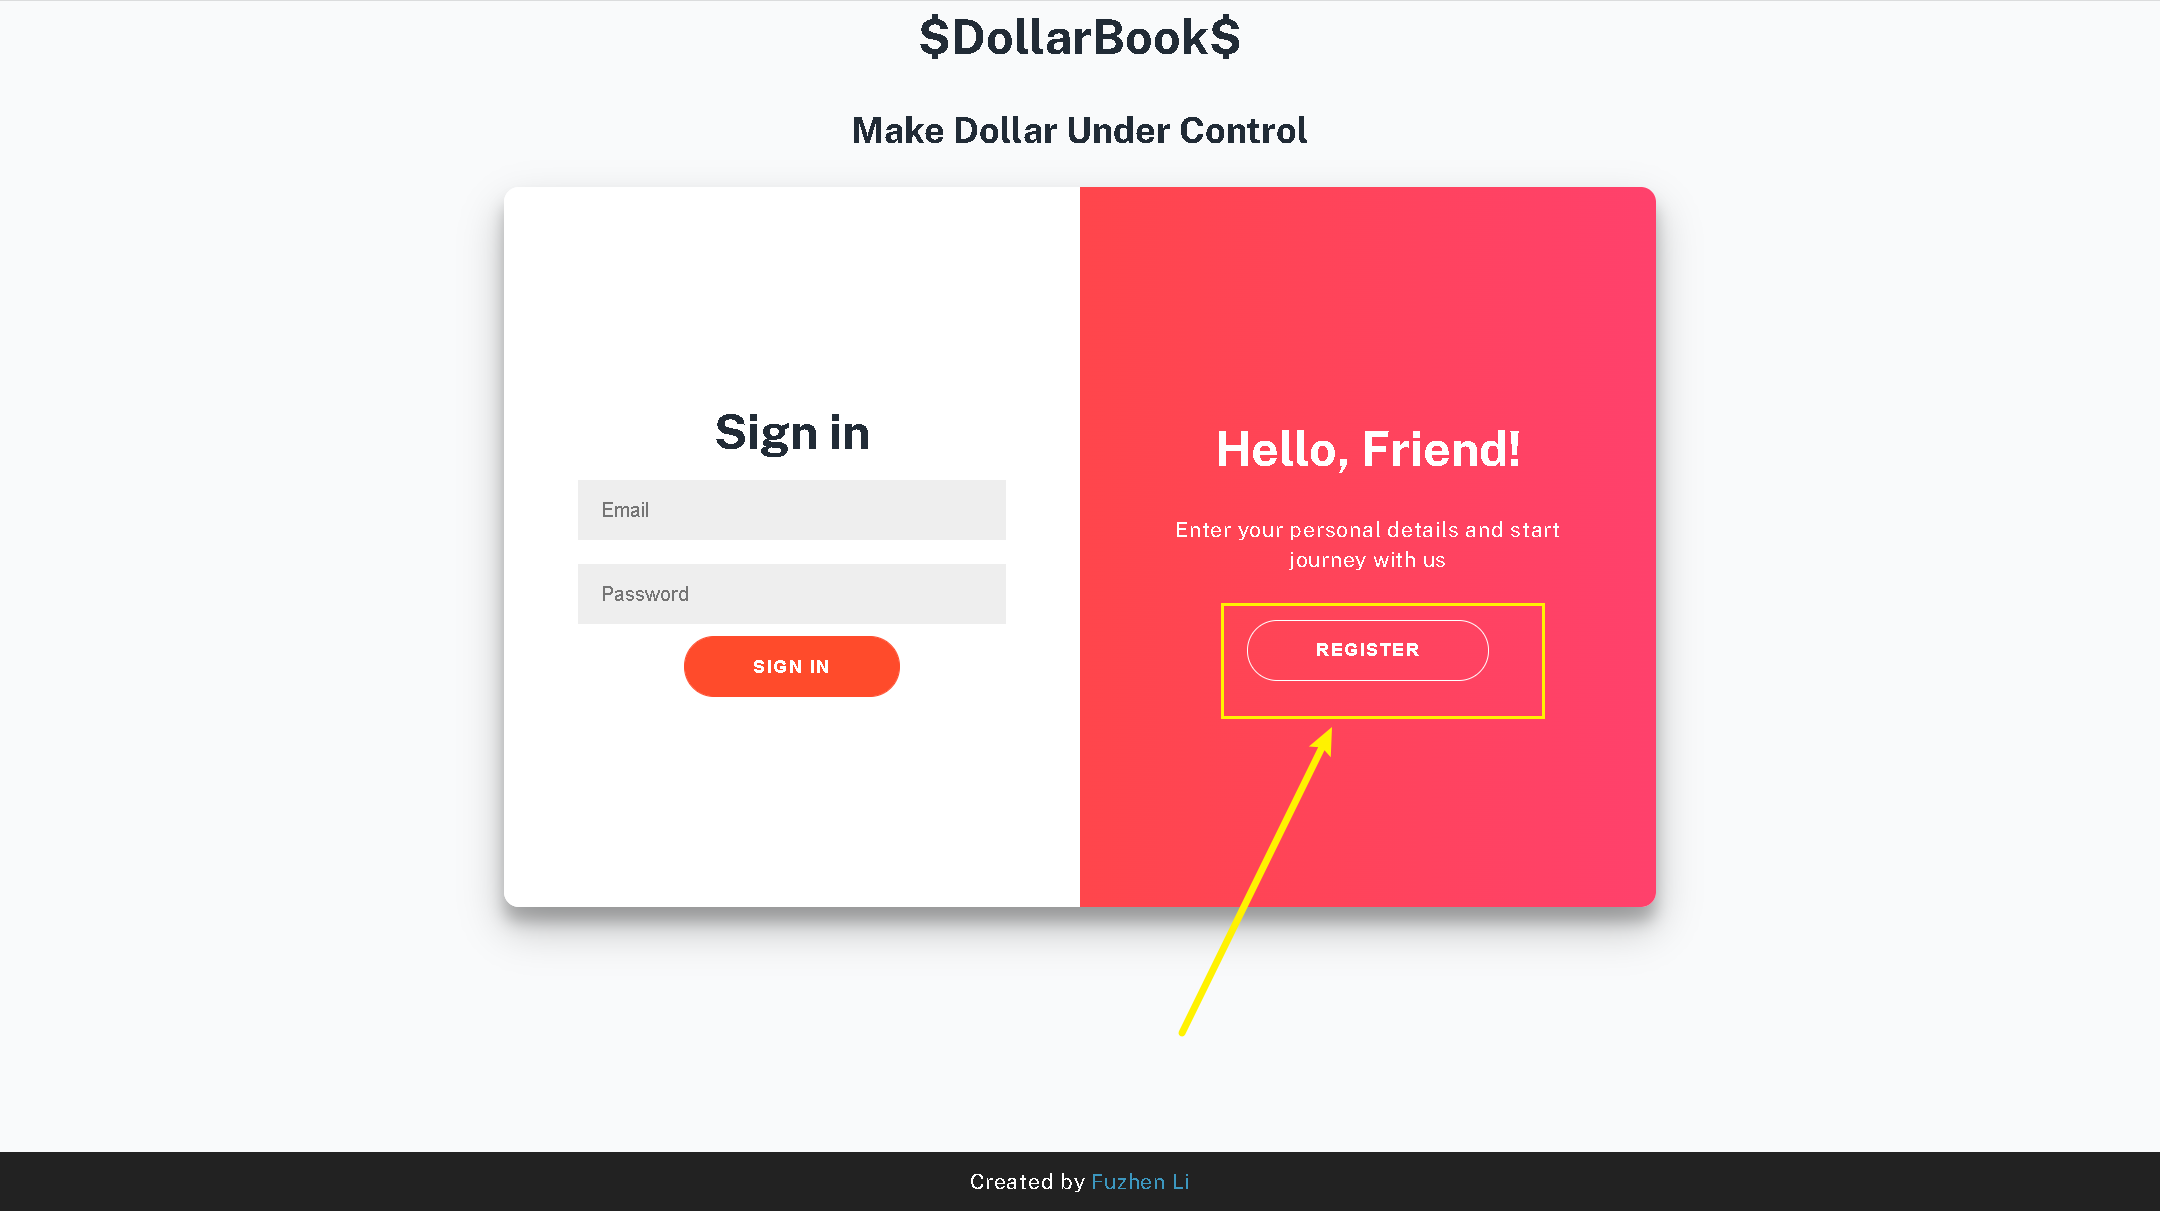 $DollarBook$
Make Dollar Under Control
Sign in
Email
Password
SIGN IN
Hello, Friend!
Enter your personal details and start
journey with us
REGISTER
Created by Fuzhen Li